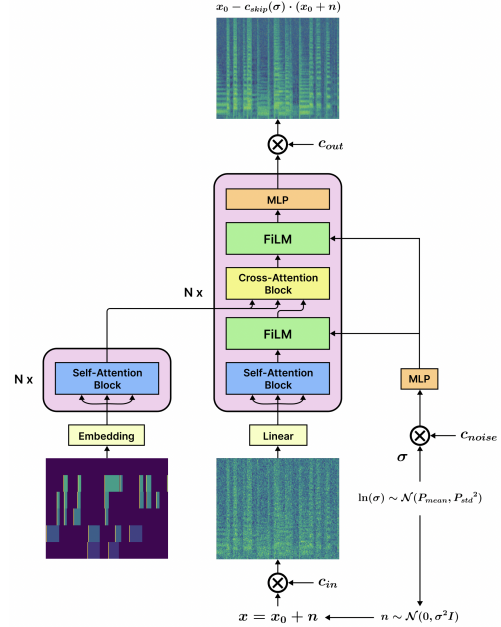 x₀ − c_skip(σ) · (x₀ + n)
c_out
MLP
FiLM
Cross-Attention
Block
N x
FiLM
Self-Attention
Block
N x
Self-Attention
Block
MLP
Embedding
Linear
c_noise
σ
ln(σ) ∼ 𝒩(P_mean, P_std²)
c_in
x = x₀ + n
n ∼ 𝒩(0, σ²I)